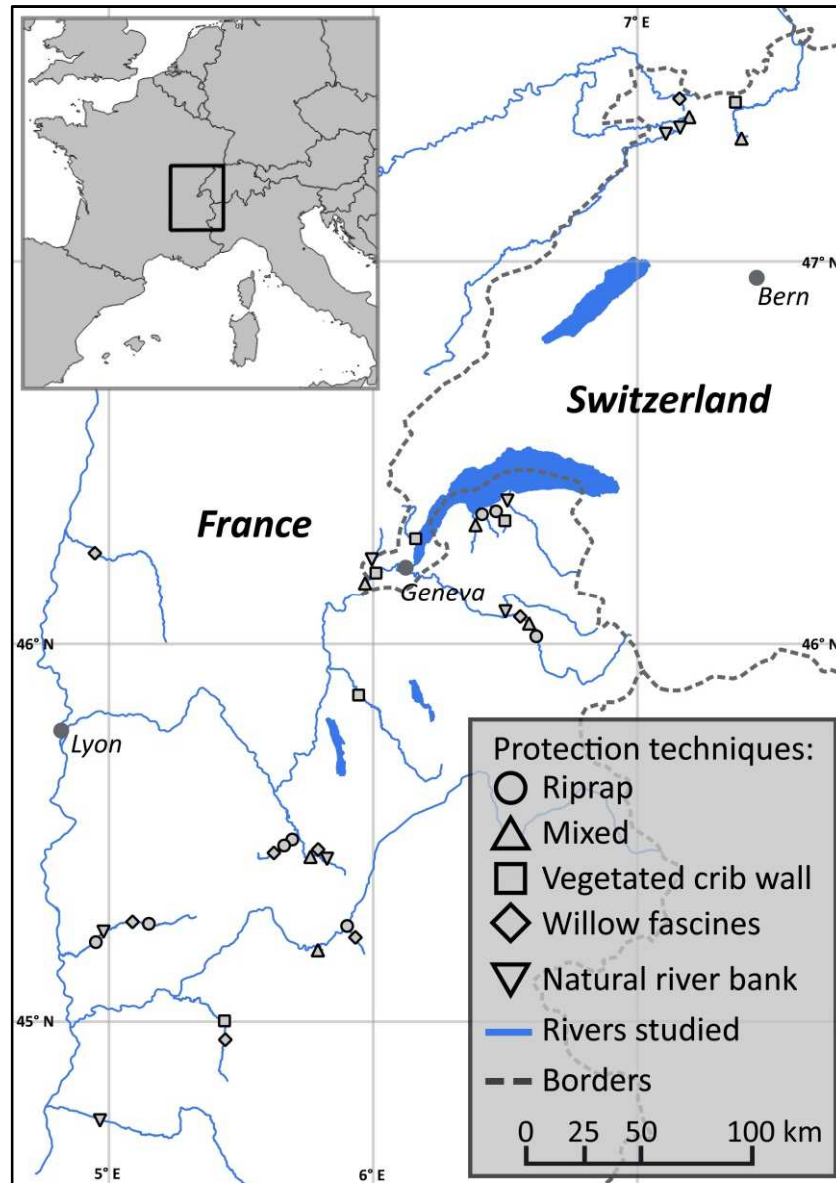 7° E
47° N
Bern
Switzerland
France
Geneva
46° N
46° N
Lyon
Protection techniques:
Riprap
Mixed
Vegetated crib wall
Willow fascines
Natural river bank
Rivers studied
Borders
0 25 50 100 km
45° N
45° N
5° E
6° E